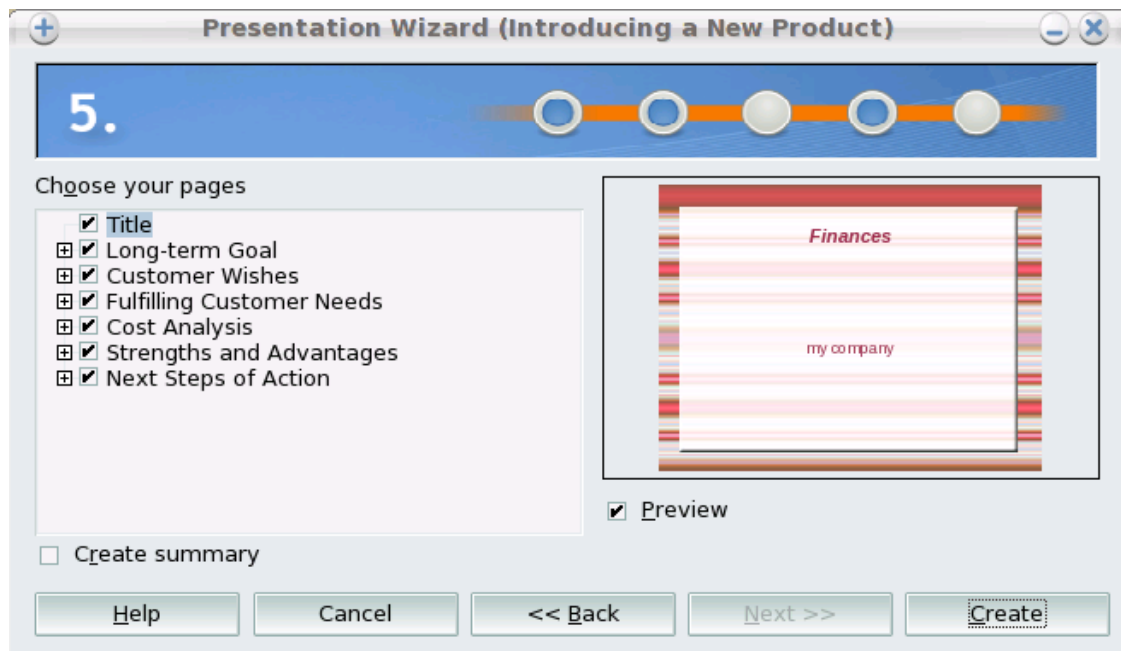 Presentation Wizard (Introducing a New Product)
5.
Choose your pages
Title
Long-term Goal
Customer Wishes
Fulfilling Customer Needs
Cost Analysis
Strengths and Advantages
Next Steps of Action
Finances
my company
Preview
Create summary
Help
Cancel
<< Back
Next >>
Create